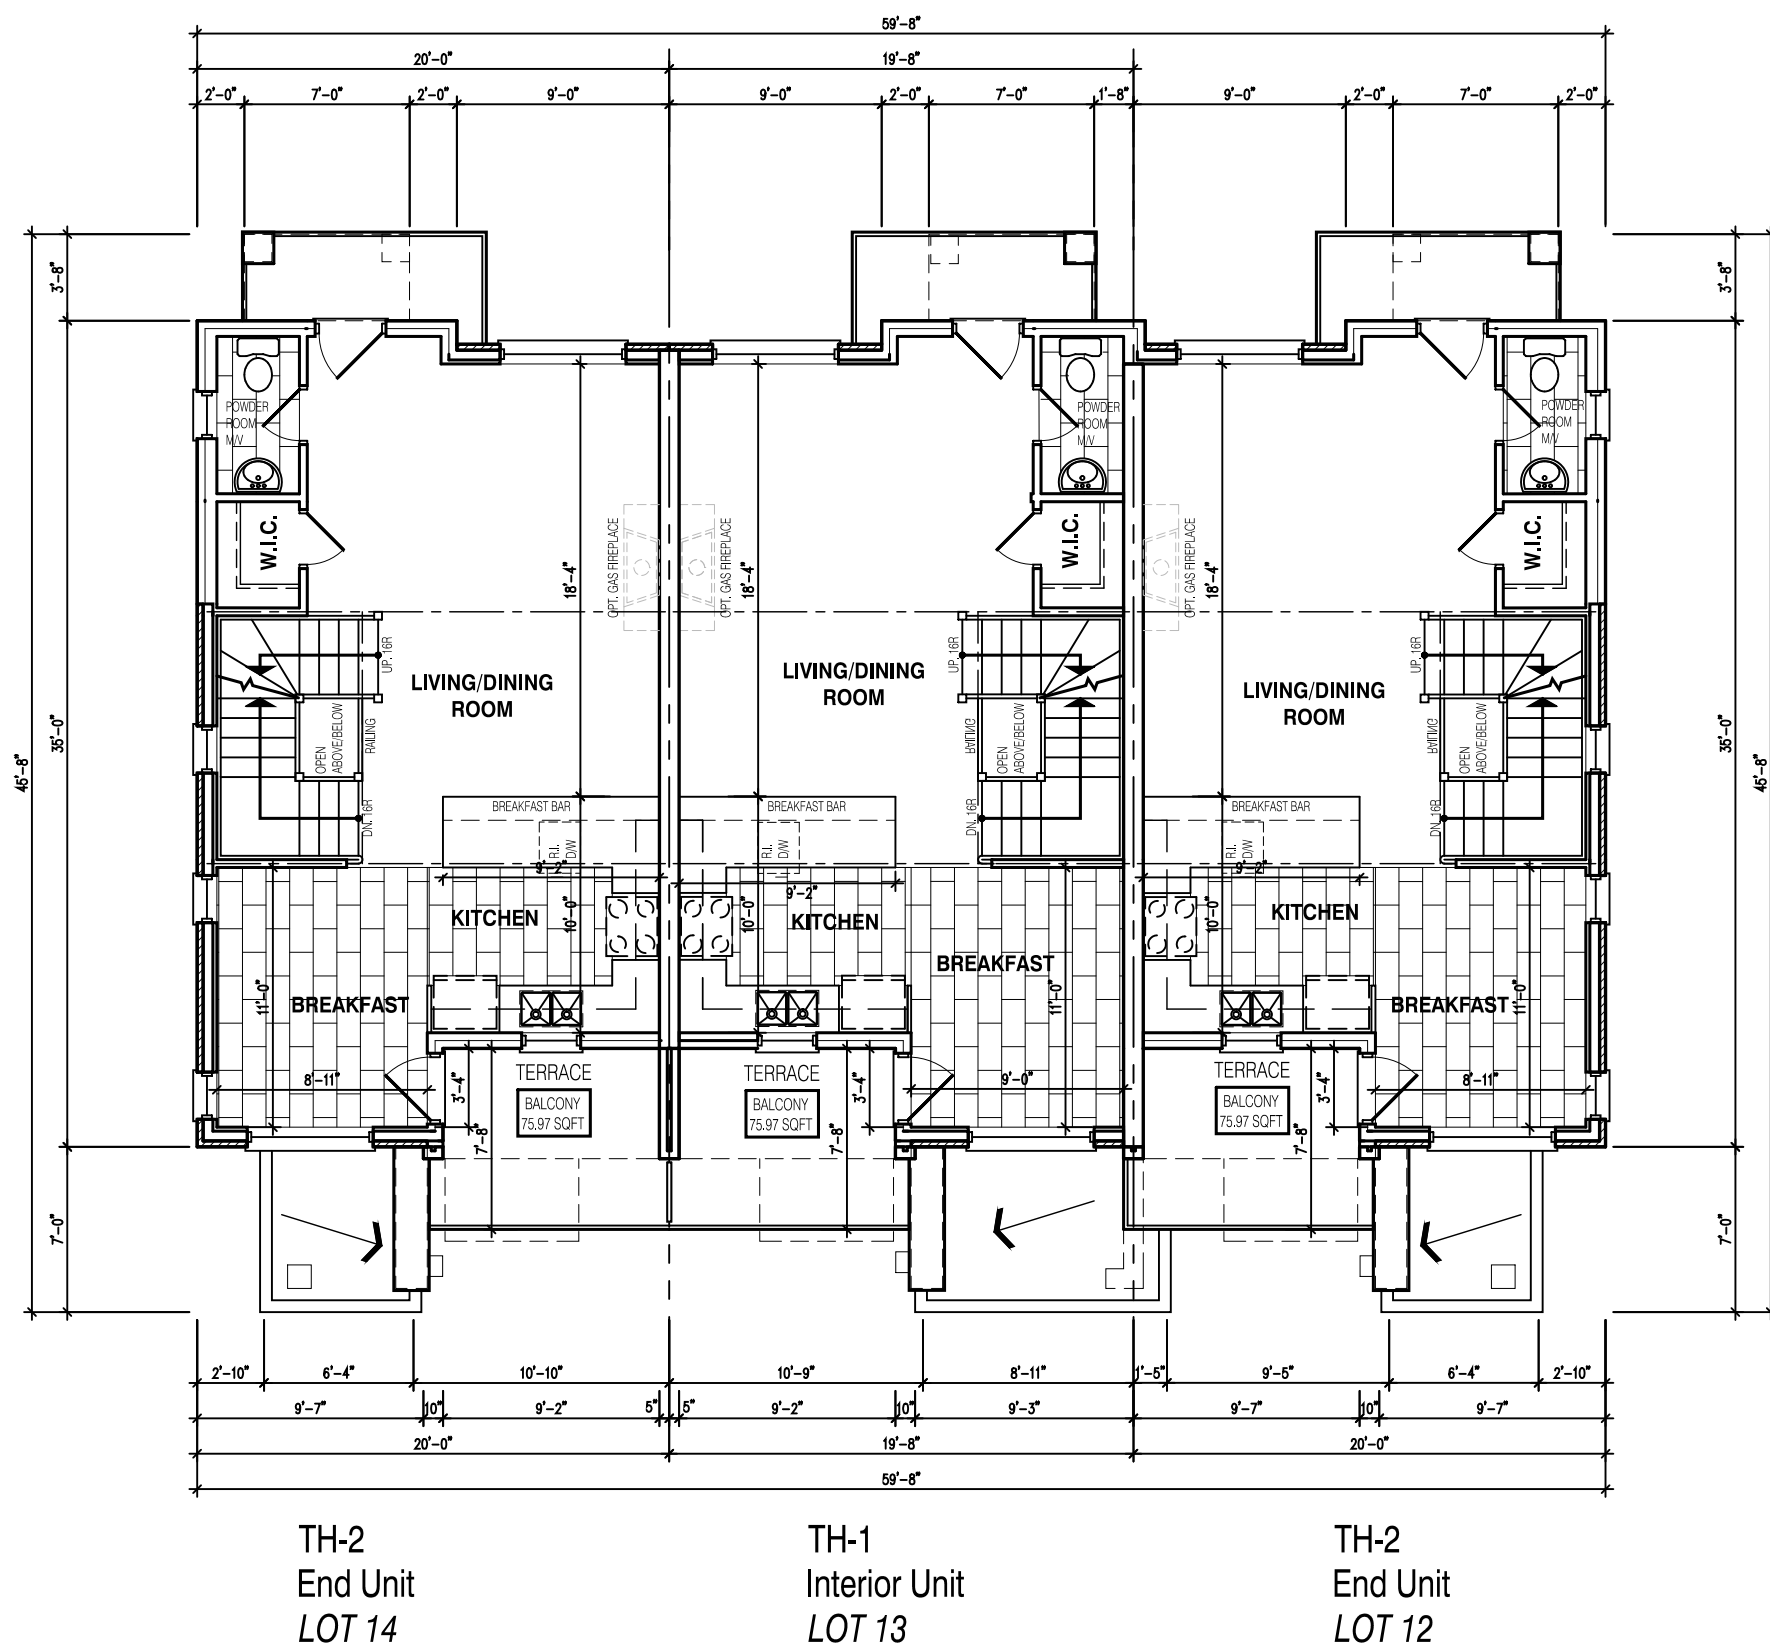 59'-8"
20'-0" 19'-8"
2'-0" 7'-0" 2'-0" 9'-0" 9'-0" 2'-0" 7'-0" 1'-8" 9'-0" 2'-0" 7'-0" 2'-0"
3'-8" 3'-8"
POWDER ROOM M/V
POWDER ROOM M/V
POWDER ROOM M/V
W.I.C. W.I.C. W.I.C.
OPT. GAS FIREPLACE OPT. GAS FIREPLACE OPT. GAS FIREPLACE
18'-4" 18'-4" 18'-4"
UP. 16R UP. 16R UP. 16R
LIVING/DINING
ROOM
LIVING/DINING
ROOM
LIVING/DINING
ROOM
OPEN
ABOVE/BELOW
RAILING
RAILING
OPEN
ABOVE/BELOW
RAILING
OPEN
ABOVE/BELOW
45'-8" 35'-0" 35'-0" 45'-8"
DN. 16R DN. 16R DN. 16R
BREAKFAST BAR BREAKFAST BAR BREAKFAST BAR
R.I.
D/W
R.I.
D/W
R.I.
D/W
9'-2" 9'-2" 9'-2"
KITCHEN KITCHEN KITCHEN
10'-0" 10'-0" 10'-0"
BREAKFAST BREAKFAST BREAKFAST
11'-0" 11'-0" 11'-0"
8'-11" 9'-0" 8'-11"
3'-4" 3'-4" 3'-4"
7'-8" 7'-8" 7'-8"
TERRACE TERRACE TERRACE
BALCONY
75.97 SQFT
BALCONY
75.97 SQFT
BALCONY
75.97 SQFT
7'-0" 7'-0"
2'-10" 6'-4" 10'-10" 10'-9" 8'-11" 1'-5" 9'-5" 6'-4" 2'-10"
9'-7" 10" 9'-2" 5" 5" 9'-2" 10" 9'-3" 9'-7" 10" 9'-7"
20'-0" 19'-8" 20'-0"
59'-8"
TH-2
End Unit
LOT 14
TH-1
Interior Unit
LOT 13
TH-2
End Unit
LOT 12